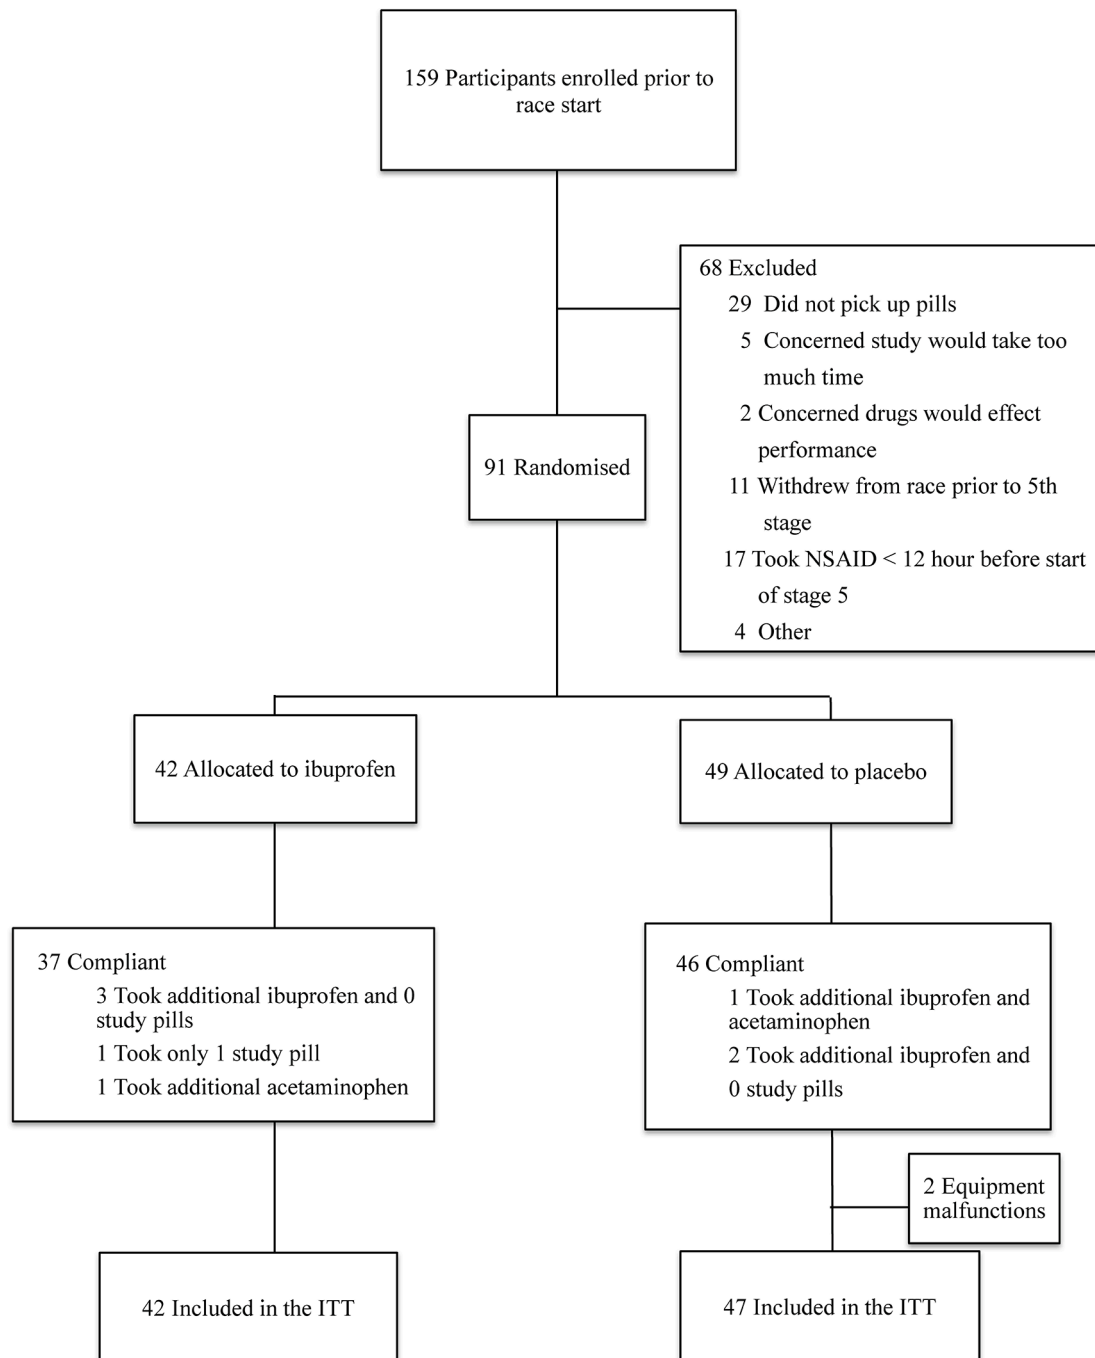 159 Participants enrolled prior to
race start
68 Excluded
29 Did not pick up pills
5 Concerned study would take too
much time
2 Concerned drugs would effect
performance
11 Withdrew from race prior to 5th
stage
17 Took NSAID < 12 hour before start
of stage 5
4 Other
91 Randomised
42 Allocated to ibuprofen
49 Allocated to placebo
37 Compliant
3 Took additional ibuprofen and 0
study pills
1 Took only 1 study pill
1 Took additional acetaminophen
46 Compliant
1 Took additional ibuprofen and
acetaminophen
2 Took additional ibuprofen and
0 study pills
2 Equipment
malfunctions
42 Included in the ITT
47 Included in the ITT